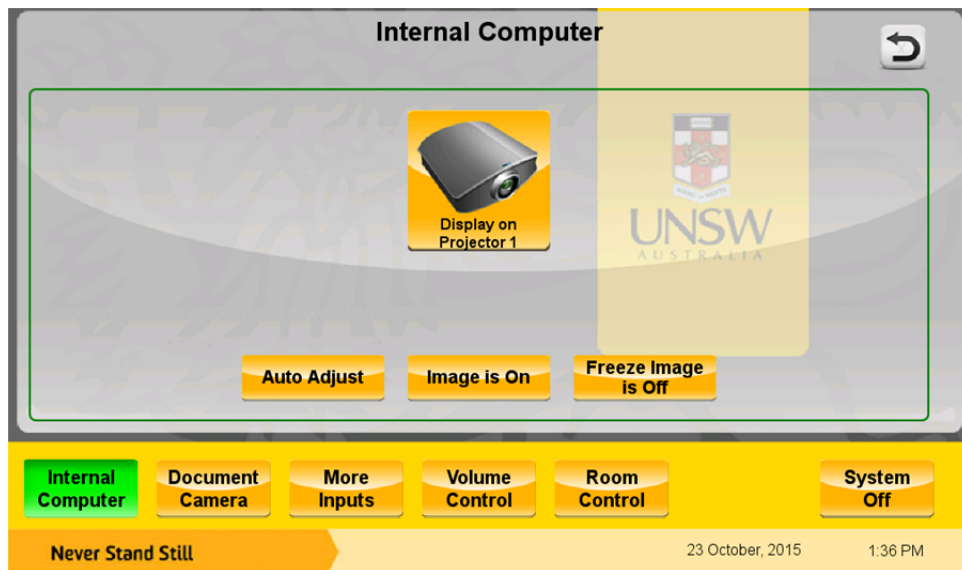 Internal Computer
Display on
Projector 1
UNSW
AUSTRALIA
Auto Adjust
Image is On
Freeze Image
is Off
Internal
Computer
Document
Camera
More
Inputs
Volume
Control
Room
Control
System
Off
Never Stand Still
23 October, 2015
1:36 PM